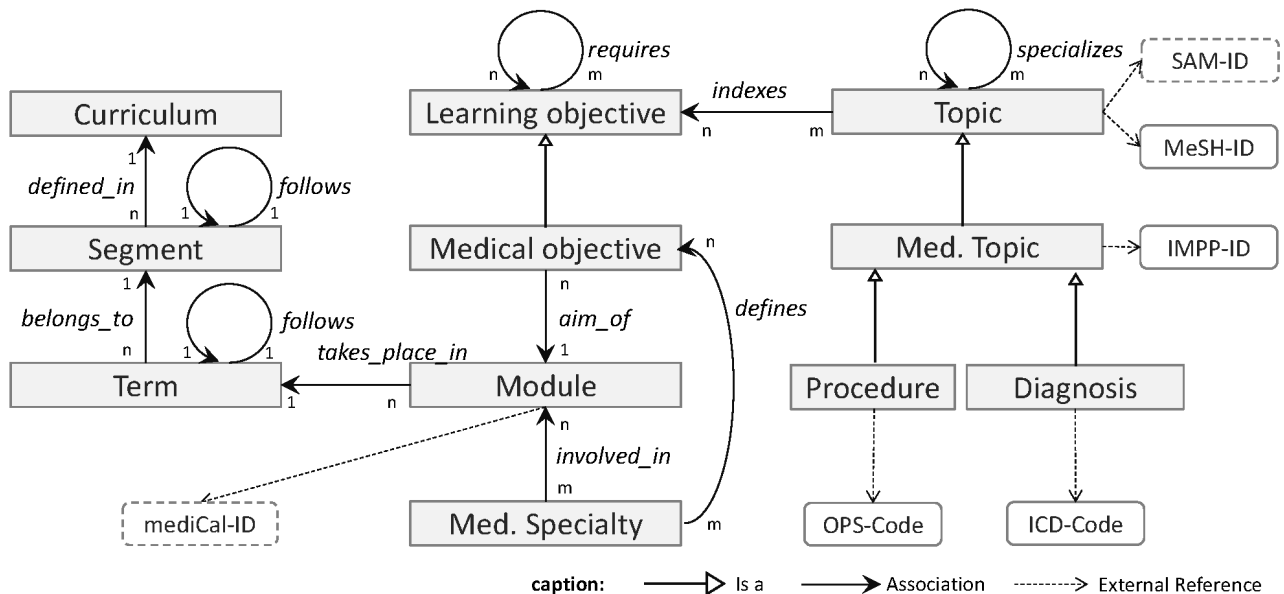 requires
n
m
specializes
n
m
SAM-ID
Curriculum
Learning objective
indexes
n
m
Topic
MeSH-ID
1
defined_in
n
follows
1
1
Segment
Medical objective
n
Med. Topic
IMPP-ID
1
belongs_to
n
follows
1
1
n
aim_of
1
defines
takes_place_in
Term
1
n
Module
Procedure
Diagnosis
n
involved_in
m
mediCal-ID
Med. Specialty
m
OPS-Code
ICD-Code
caption:
Is a
Association
External Reference